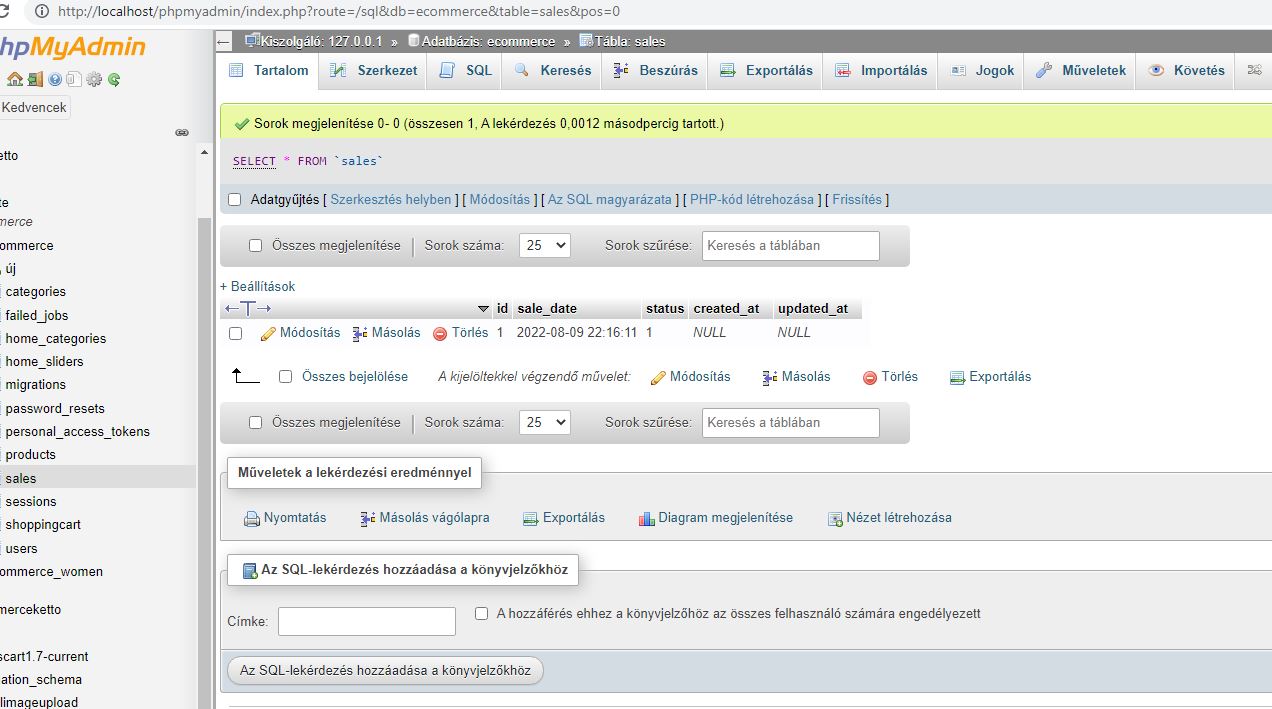 http://localhost/phpmyadmin/index.php?route=/sql&db=ecommerce&table=sales&pos=0
hpMyAdmin
Kiszolgáló: 127.0.0.1 » Adatbázis: ecommerce » Tábla: sales
Tartalom Szerkezet SQL Keresés Beszúrás Exportálás Importálás Jogok Műveletek Követés
Kedvencek
Sorok megjelenítése 0- 0 (összesen 1, A lekérdezés 0,0012 másodpercig tartott.)
etto
SELECT * FROM `sales`
te
Adatgyűjtés [ Szerkesztés helyben ] [ Módosítás ] [ Az SQL magyarázata ] [ PHP-kód létrehozása ] [ Frissítés ]
merce
ommerce
Összes megjelenítése | Sorok száma: 25 Sorok szűrése: Keresés a táblában
új
categories
+ Beállítások
failed_jobs
←T→ id sale_date status created_at updated_at
home_categories
Módosítás Másolás Törlés 1 2022-08-09 22:16:11 1 NULL NULL
home_sliders
migrations
Összes bejelölése A kijelöltekkel végzendő művelet: Módosítás Másolás Törlés Exportálás
password_resets
Összes megjelenítése | Sorok száma: 25 Sorok szűrése: Keresés a táblában
personal_access_tokens
products
sales
Műveletek a lekérdezési eredménnyel
sessions
shoppingcart
Nyomtatás Másolás vágólapra Exportálás Diagram megjelenítése Nézet létrehozása
users
ommerce_women
Az SQL-lekérdezés hozzáadása a könyvjelzőkhöz
merceketto
Címke: A hozzáférés ehhez a könyvjelzőhöz az összes felhasználó számára engedélyezett
scart1.7-current
Az SQL-lekérdezés hozzáadása a könyvjelzőkhöz
ation_schema
limageupload